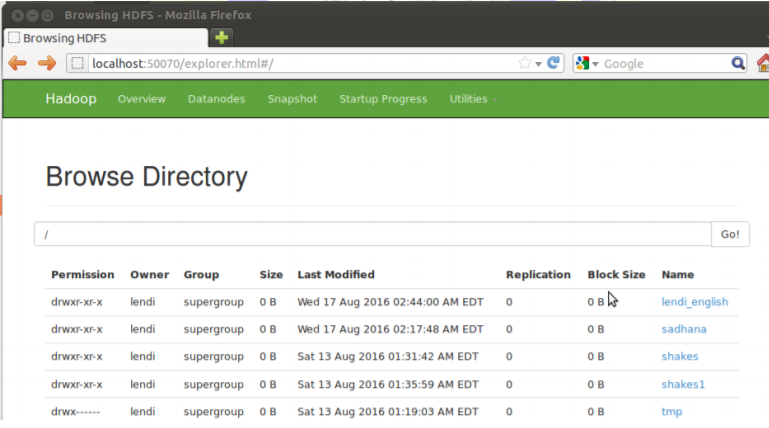 Browsing HDFS - Mozilla Firefox
Browsing HDFS
localhost:50070/explorer.html#/
Google
Hadoop Overview Datanodes Snapshot Startup Progress Utilities
Browse Directory
/ Go!
Permission Owner Group Size Last Modified Replication Block Size Name
drwxr-xr-x lendi supergroup 0 B Wed 17 Aug 2016 02:44:00 AM EDT 0 0 B lendi_english
drwxr-xr-x lendi supergroup 0 B Wed 17 Aug 2016 02:17:48 AM EDT 0 0 B sadhana
drwxr-xr-x lendi supergroup 0 B Sat 13 Aug 2016 01:31:42 AM EDT 0 0 B shakes
drwxr-xr-x lendi supergroup 0 B Sat 13 Aug 2016 01:35:59 AM EDT 0 0 B shakes1
drwx------ lendi supergroup 0 B Sat 13 Aug 2016 01:19:03 AM EDT 0 0 B tmp